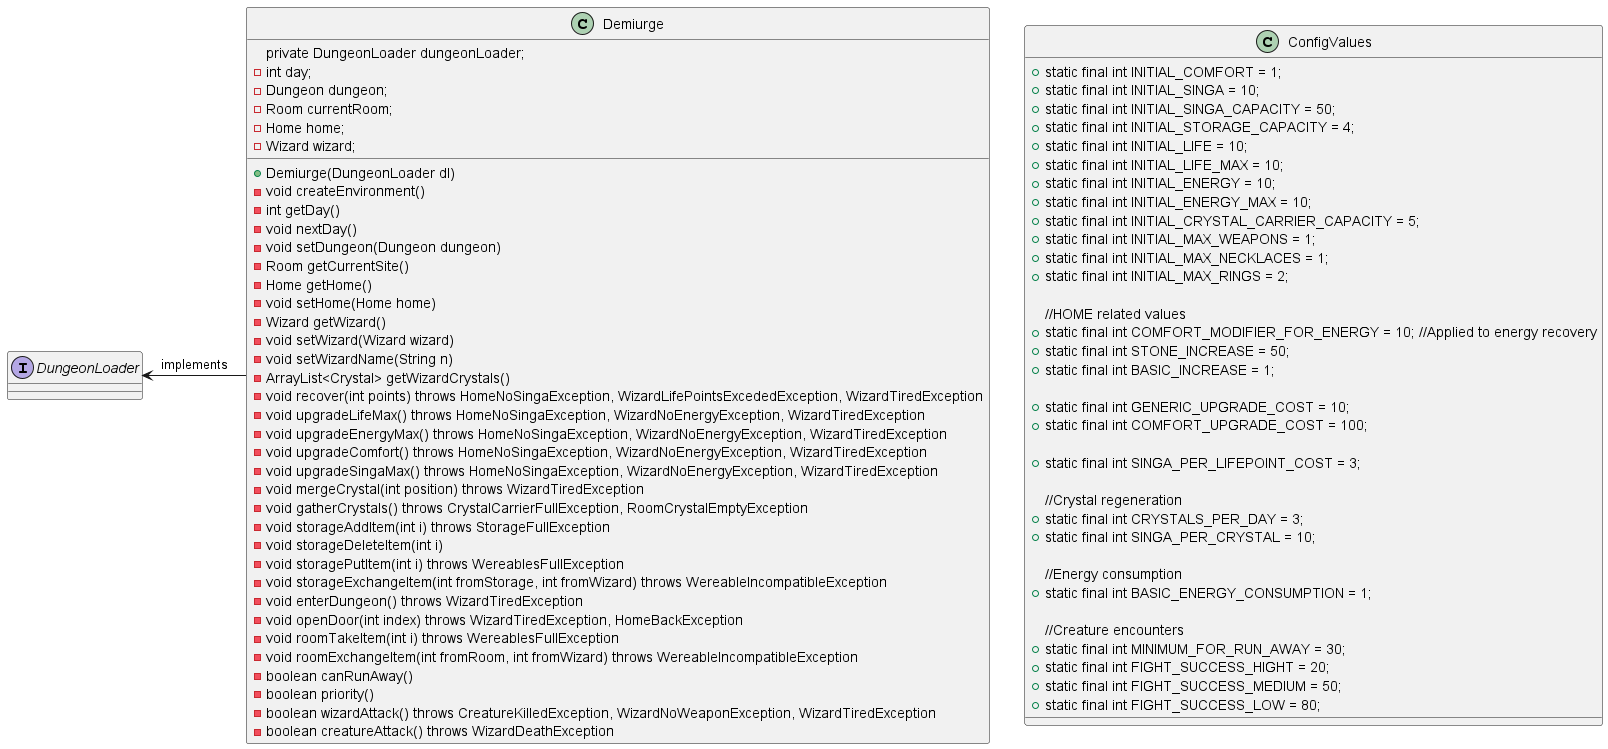 I DungeonLoader
implements
C Demiurge
private DungeonLoader dungeonLoader;
int day;
Dungeon dungeon;
Room currentRoom;
Home home;
Wizard wizard;
Demiurge(DungeonLoader dl)
void createEnvironment()
int getDay()
void nextDay()
void setDungeon(Dungeon dungeon)
Room getCurrentSite()
Home getHome()
void setHome(Home home)
Wizard getWizard()
void setWizard(Wizard wizard)
void setWizardName(String n)
ArrayList<Crystal> getWizardCrystals()
void recover(int points) throws HomeNoSingaException, WizardLifePointsExcededException, WizardTiredException
void upgradeLifeMax() throws HomeNoSingaException, WizardNoEnergyException, WizardTiredException
void upgradeEnergyMax() throws HomeNoSingaException, WizardNoEnergyException, WizardTiredException
void upgradeComfort() throws HomeNoSingaException, WizardNoEnergyException, WizardTiredException
void upgradeSingaMax() throws HomeNoSingaException, WizardNoEnergyException, WizardTiredException
void mergeCrystal(int position) throws WizardTiredException
void gatherCrystals() throws CrystalCarrierFullException, RoomCrystalEmptyException
void storageAddItem(int i) throws StorageFullException
void storageDeleteItem(int i)
void storagePutItem(int i) throws WereablesFullException
void storageExchangeItem(int fromStorage, int fromWizard) throws WereableIncompatibleException
void enterDungeon() throws WizardTiredException
void openDoor(int index) throws WizardTiredException, HomeBackException
void roomTakeItem(int i) throws WereablesFullException
void roomExchangeItem(int fromRoom, int fromWizard) throws WereableIncompatibleException
boolean canRunAway()
boolean priority()
boolean wizardAttack() throws CreatureKilledException, WizardNoWeaponException, WizardTiredException
boolean creatureAttack() throws WizardDeathException
C ConfigValues
static final int INITIAL_COMFORT = 1;
static final int INITIAL_SINGA = 10;
static final int INITIAL_SINGA_CAPACITY = 50;
static final int INITIAL_STORAGE_CAPACITY = 4;
static final int INITIAL_LIFE = 10;
static final int INITIAL_LIFE_MAX = 10;
static final int INITIAL_ENERGY = 10;
static final int INITIAL_ENERGY_MAX = 10;
static final int INITIAL_CRYSTAL_CARRIER_CAPACITY = 5;
static final int INITIAL_MAX_WEAPONS = 1;
static final int INITIAL_MAX_NECKLACES = 1;
static final int INITIAL_MAX_RINGS = 2;
//HOME related values
static final int COMFORT_MODIFIER_FOR_ENERGY = 10; //Applied to energy recovery
static final int STONE_INCREASE = 50;
static final int BASIC_INCREASE = 1;
static final int GENERIC_UPGRADE_COST = 10;
static final int COMFORT_UPGRADE_COST = 100;
static final int SINGA_PER_LIFEPOINT_COST = 3;
//Crystal regeneration
static final int CRYSTALS_PER_DAY = 3;
static final int SINGA_PER_CRYSTAL = 10;
//Energy consumption
static final int BASIC_ENERGY_CONSUMPTION = 1;
//Creature encounters
static final int MINIMUM_FOR_RUN_AWAY = 30;
static final int FIGHT_SUCCESS_HIGHT = 20;
static final int FIGHT_SUCCESS_MEDIUM = 50;
static final int FIGHT_SUCCESS_LOW = 80;